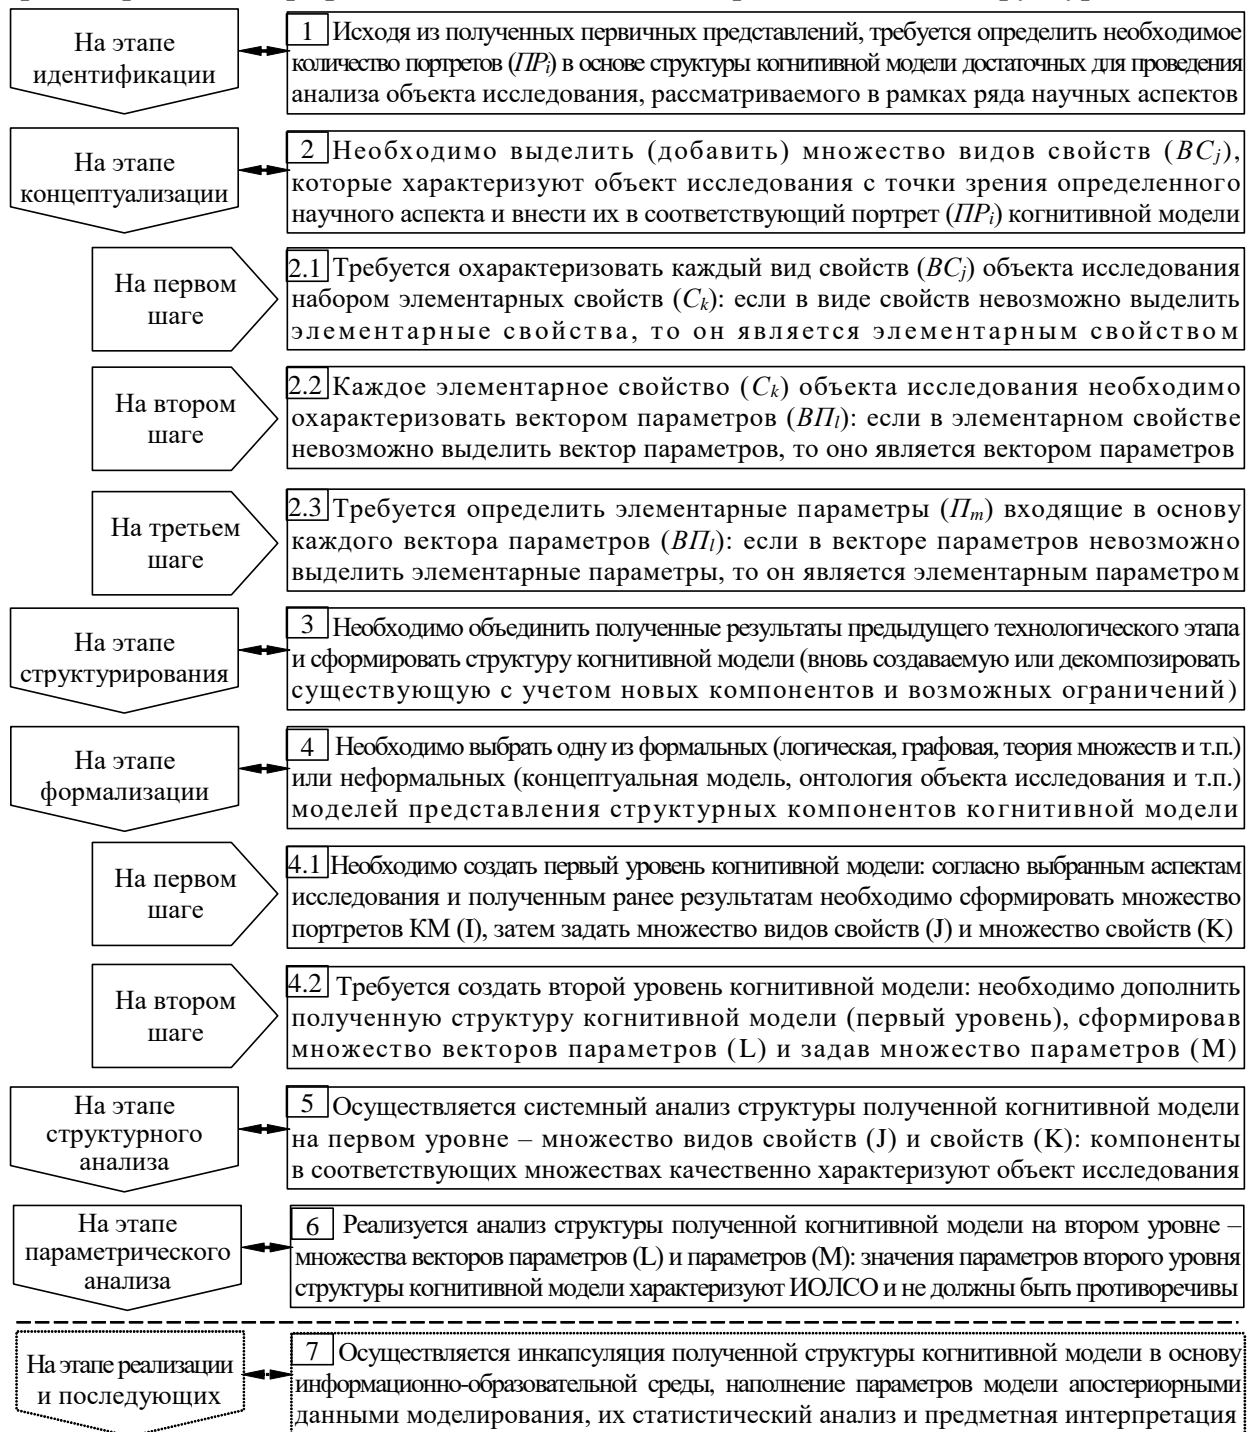 На этапе
идентификации
1 Исходя из полученных первичных представлений, требуется определить необходимое
количество портретов (ПРi) в основе структуры когнитивной модели достаточных для проведения
анализа объекта исследования, рассматриваемого в рамках ряда научных аспектов
На этапе
концептуализации
2 Необходимо выделить (добавить) множество видов свойств (ВСj),
которые характеризуют объект исследования с точки зрения определенного
научного аспекта и внести их в соответствующий портрет (ПРi) когнитивной модели
На первом
шаге
2.1 Требуется охарактеризовать каждый вид свойств (ВСj) объекта исследования
набором элементарных свойств (Сk): если в виде свойств невозможно выделить
элементарные свойства, то он является элементарным свойством
На втором
шаге
2.2 Каждое элементарное свойство (Сk) объекта исследования необходимо
охарактеризовать вектором параметров (ВПl): если в элементарном свойстве
невозможно выделить вектор параметров, то оно является вектором параметров
На третьем
шаге
2.3 Требуется определить элементарные параметры (Пm) входящие в основу
каждого вектора параметров (ВПl): если в векторе параметров невозможно
выделить элементарные параметры, то он является элементарным параметром
На этапе
структурирования
3 Необходимо объединить полученные результаты предыдущего технологического этапа
и сформировать структуру когнитивной модели (вновь создаваемую или декомпозировать
существующую с учетом новых компонентов и возможных ограничений)
На этапе
формализации
4 Необходимо выбрать одну из формальных (логическая, графовая, теория множеств и т.п.)
или неформальных (концептуальная модель, онтология объекта исследования и т.п.)
моделей представления структурных компонентов когнитивной модели
На первом
шаге
4.1 Необходимо создать первый уровень когнитивной модели: согласно выбранным аспектам
исследования и полученным ранее результатам необходимо сформировать множество
портретов КМ (I), затем задать множество видов свойств (J) и множество свойств (K)
На втором
шаге
4.2 Требуется создать второй уровень когнитивной модели: необходимо дополнить
полученную структуру когнитивной модели (первый уровень), сформировав
множество векторов параметров (L) и задав множество параметров (M)
На этапе
структурного
анализа
5 Осуществляется системный анализ структуры полученной когнитивной модели
на первом уровне – множество видов свойств (J) и свойств (K): компоненты
в соответствующих множествах качественно характеризуют объект исследования
На этапе
параметрического
анализа
6 Реализуется анализ структуры полученной когнитивной модели на втором уровне –
множества векторов параметров (L) и параметров (M): значения параметров второго уровня
структуры когнитивной модели характеризуют ИОЛСО и не должны быть противоречивы
На этапе реализации
и последующих
7 Осуществляется инкапсуляция полученной структуры когнитивной модели в основу
информационно-образовательной среды, наполнение параметров модели апостериорными
данными моделирования, их статистический анализ и предметная интерпретация